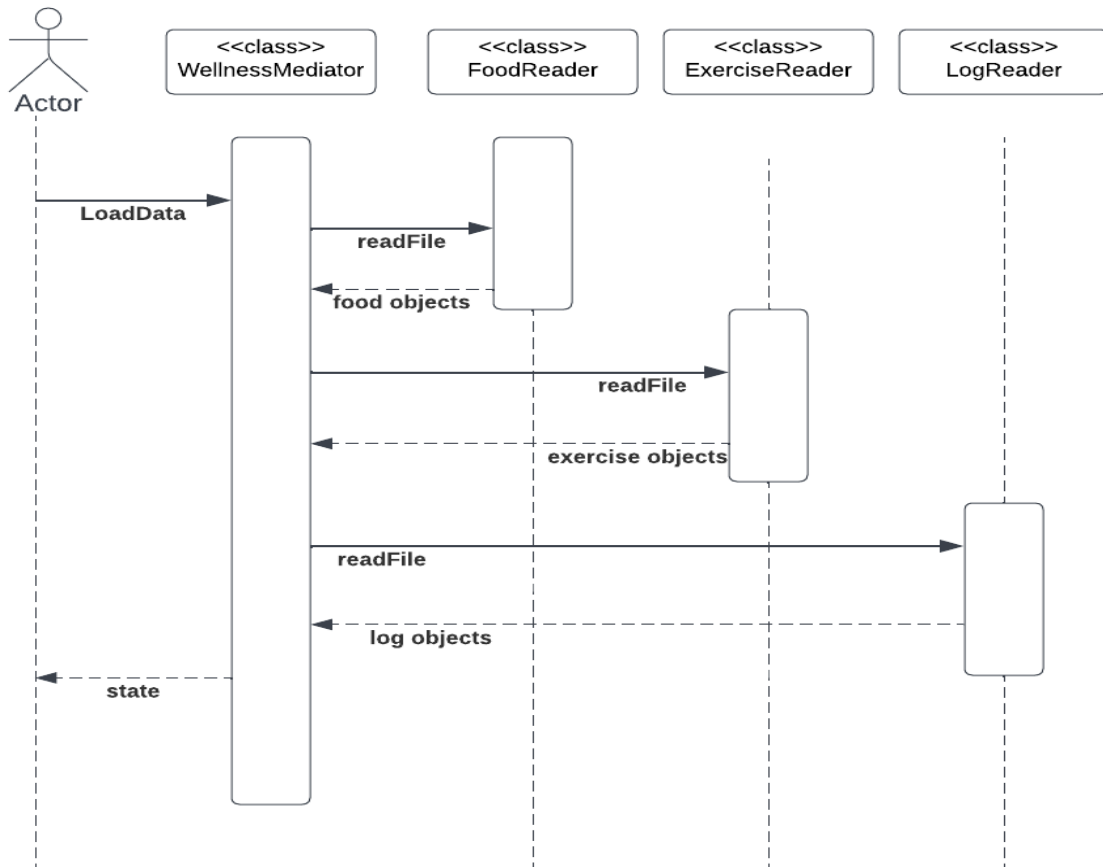 <<class>>
WellnessMediator
<<class>>
FoodReader
<<class>>
ExerciseReader
<<class>>
LogReader
Actor
LoadData
readFile
food objects
readFile
exercise objects
readFile
log objects
state